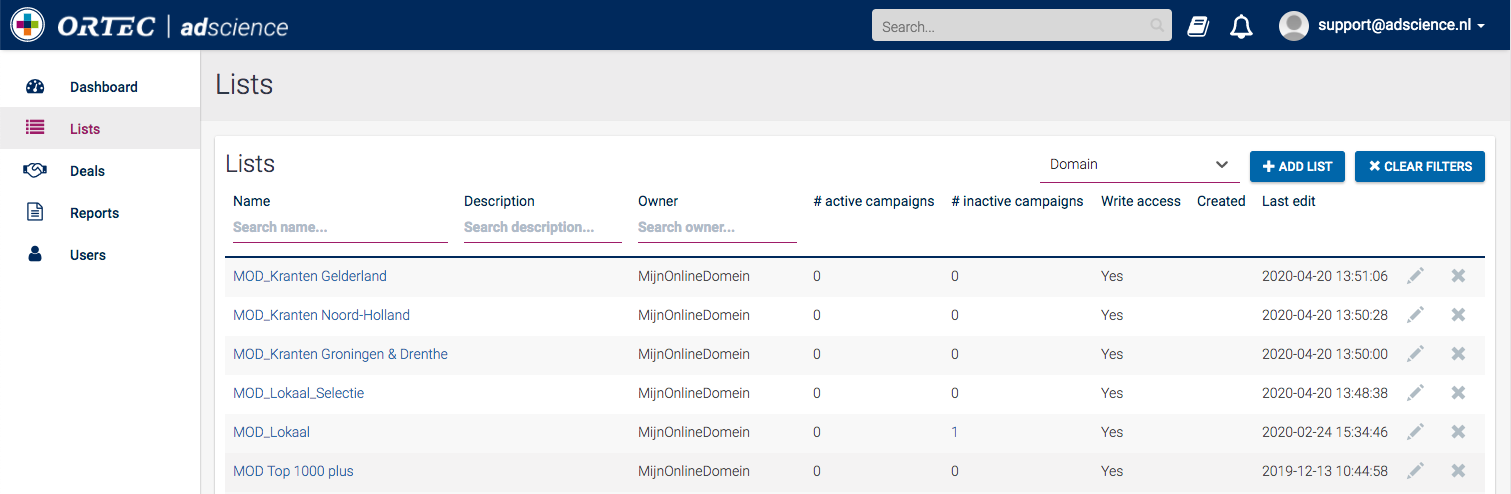 ORTEC | adscience
Search...
support@adscience.nl
Dashboard
Lists
Deals
Reports
Users
Lists
Lists
Domain
ADD LIST
CLEAR FILTERS
Name Description Owner # active campaigns # inactive campaigns Write access Created Last edit
Search name... Search description... Search owner...
MOD_Kranten Gelderland MijnOnlineDomein 0 0 Yes 2020-04-20 13:51:06
MOD_Kranten Noord-Holland MijnOnlineDomein 0 0 Yes 2020-04-20 13:50:28
MOD_Kranten Groningen & Drenthe MijnOnlineDomein 0 0 Yes 2020-04-20 13:50:00
MOD_Lokaal_Selectie MijnOnlineDomein 0 0 Yes 2020-04-20 13:48:38
MOD_Lokaal MijnOnlineDomein 0 1 Yes 2020-02-24 15:34:46
MOD Top 1000 plus MijnOnlineDomein 0 0 Yes 2019-12-13 10:44:58